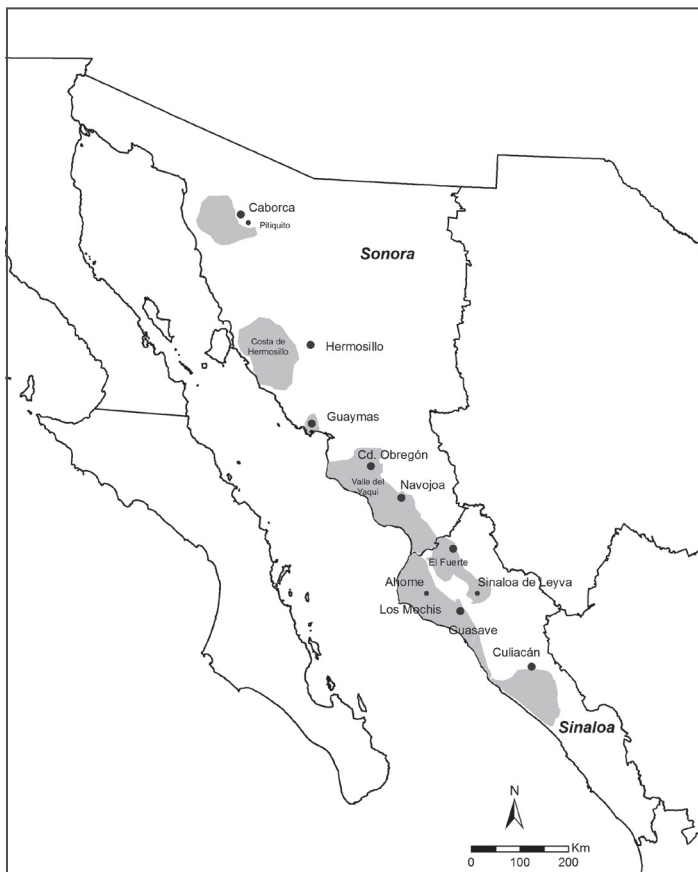 Caborca
Pitiquito
Sonora
Costa de
Hermosillo
Hermosillo
Guaymas
Cd. Obregón
Valle del
Yaqui
Navojoa
El Fuerte
Ahome
Sinaloa de Leyva
Los Mochis
Guasave
Culiacán
Sinaloa
N
Km
0 100 200